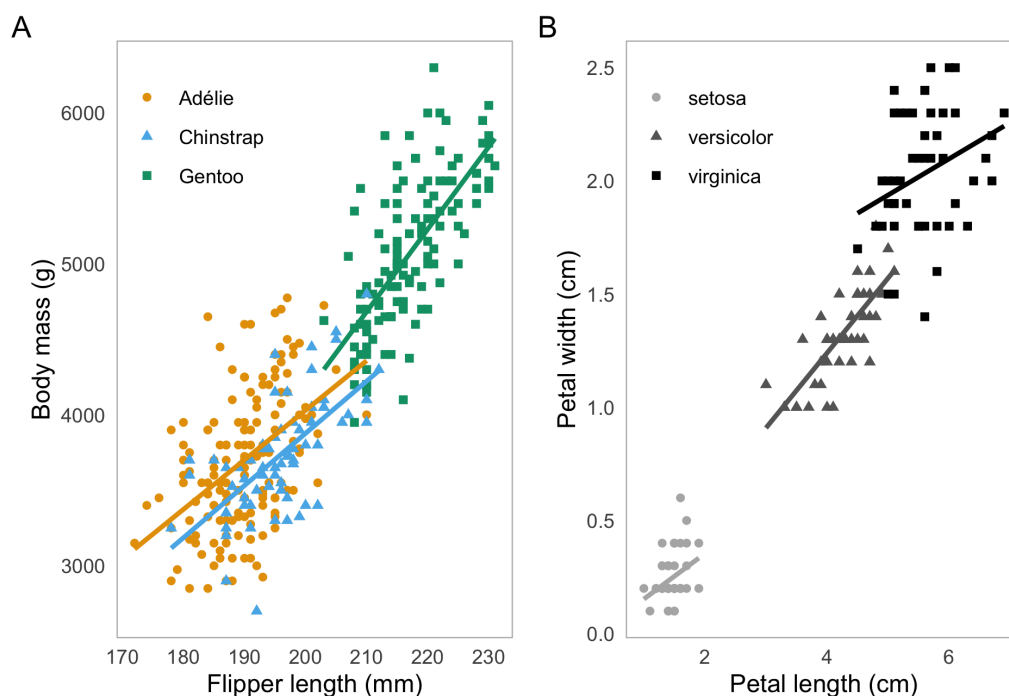 A
Body mass (g)
6000
5000
4000
3000
Adélie
Chinstrap
Gentoo
170 180 190 200 210 220 230
Flipper length (mm)
B
Petal width (cm)
2.5
2.0
1.5
1.0
0.5
0.0
setosa
versicolor
virginica
2 4 6
Petal length (cm)